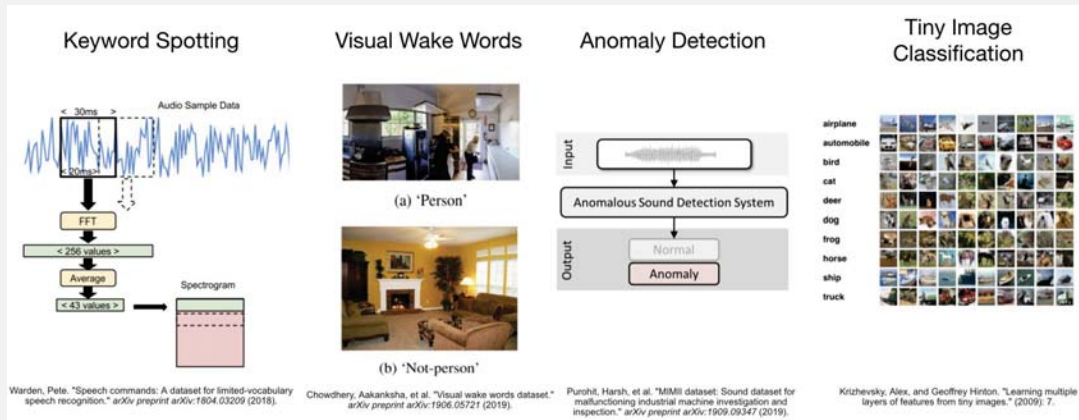 Keyword Spotting
Audio Sample Data
< 30ms >
<20ms>
FFT
< 256 values >
Average
< 43 values >
Spectrogram
Warden, Pete. "Speech commands: A dataset for limited-vocabulary
speech recognition." arXiv preprint arXiv:1804.03209 (2018).
Visual Wake Words
(a) 'Person'
(b) 'Not-person'
Chowdhery, Aakanksha, et al. "Visual wake words dataset."
arXiv preprint arXiv:1906.05721 (2019).
Anomaly Detection
Input
Anomalous Sound Detection System
Output
Normal
Anomaly
Purohit, Harsh, et al. "MIMII dataset: Sound dataset for
malfunctioning industrial machine investigation and
inspection." arXiv preprint arXiv:1909.09347 (2019).
Tiny Image
Classification
airplane
automobile
bird
cat
deer
dog
frog
horse
ship
truck
Krizhevsky, Alex, and Geoffrey Hinton. "Learning multiple
layers of features from tiny images." (2009): 7.